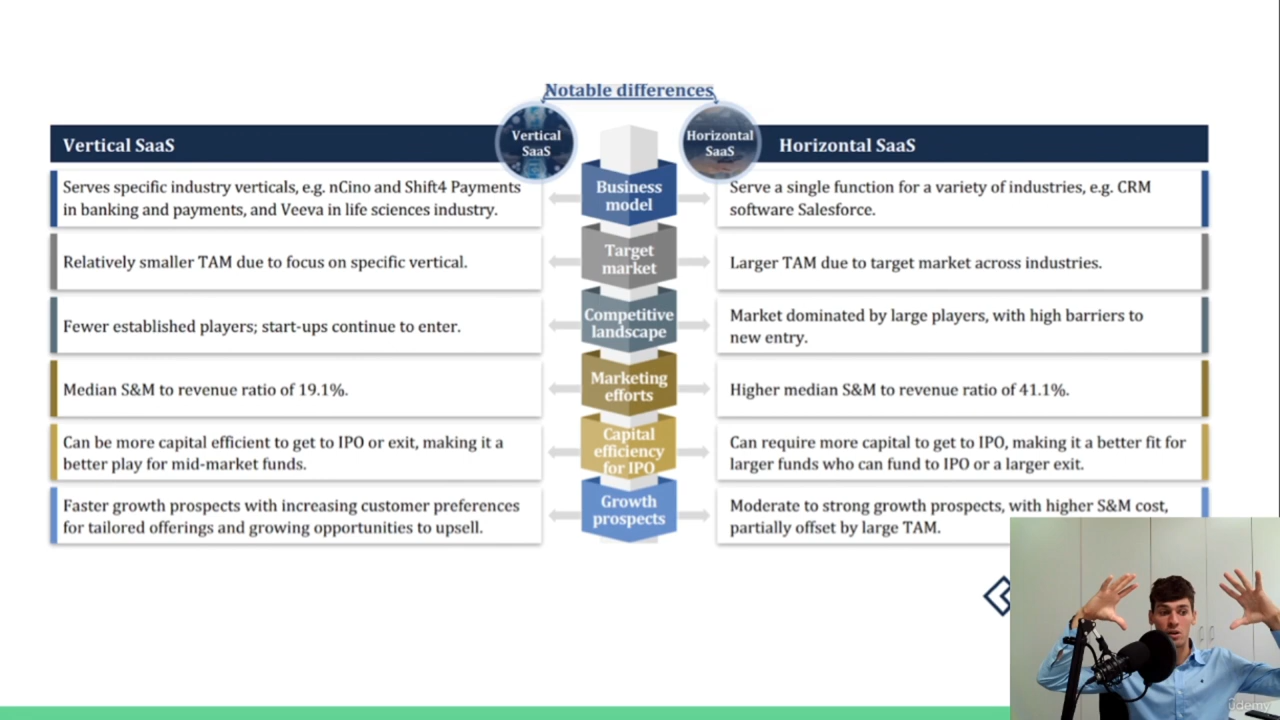 Notable differences
Vertical SaaS
Vertical
SaaS
Horizontal
SaaS
Horizontal SaaS
Serves specific industry verticals, e.g. nCino and Shift4 Payments
in banking and payments, and Veeva in life sciences industry.
Business
model
Serve a single function for a variety of industries, e.g. CRM
software Salesforce.
Relatively smaller TAM due to focus on specific vertical.
Target
market
Larger TAM due to target market across industries.
Fewer established players; start-ups continue to enter.
Competitive
landscape
Market dominated by large players, with high barriers to
new entry.
Median S&M to revenue ratio of 19.1%.
Marketing
efforts
Higher median S&M to revenue ratio of 41.1%.
Can be more capital efficient to get to IPO or exit, making it a
better play for mid-market funds.
Capital
efficiency
for IPO
Can require more capital to get to IPO, making it a better fit for
larger funds who can fund to IPO or a larger exit.
Faster growth prospects with increasing customer preferences
for tailored offerings and growing opportunities to upsell.
Growth
prospects
Moderate to strong growth prospects, with higher S&M cost,
partially offset by large TAM.
udemy